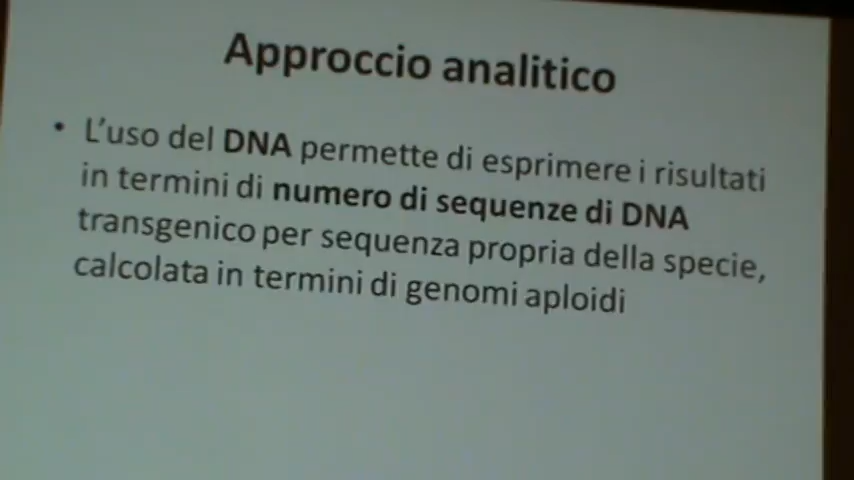 Approccio analitico
• L'uso del DNA permette di esprimere i risultati
in termini di numero di sequenze di DNA
transgenico per sequenza propria della specie,
calcolata in termini di genomi aploidi